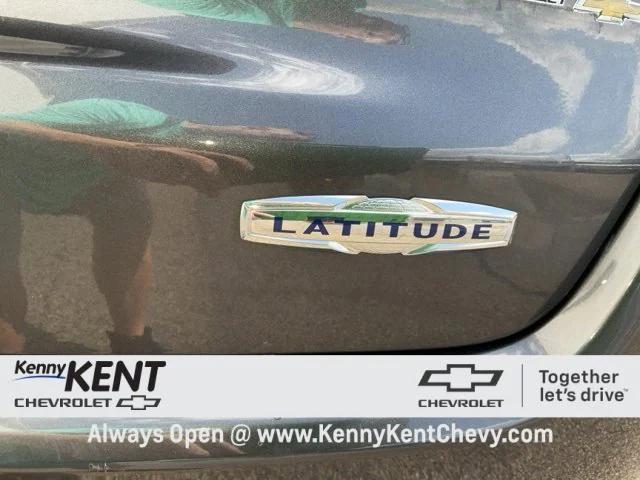 LATITUDE
Kenny KENT
CHEVROLET
CHEVROLET
Together
let's drive™
Always Open @ www.KennyKentChevy.com